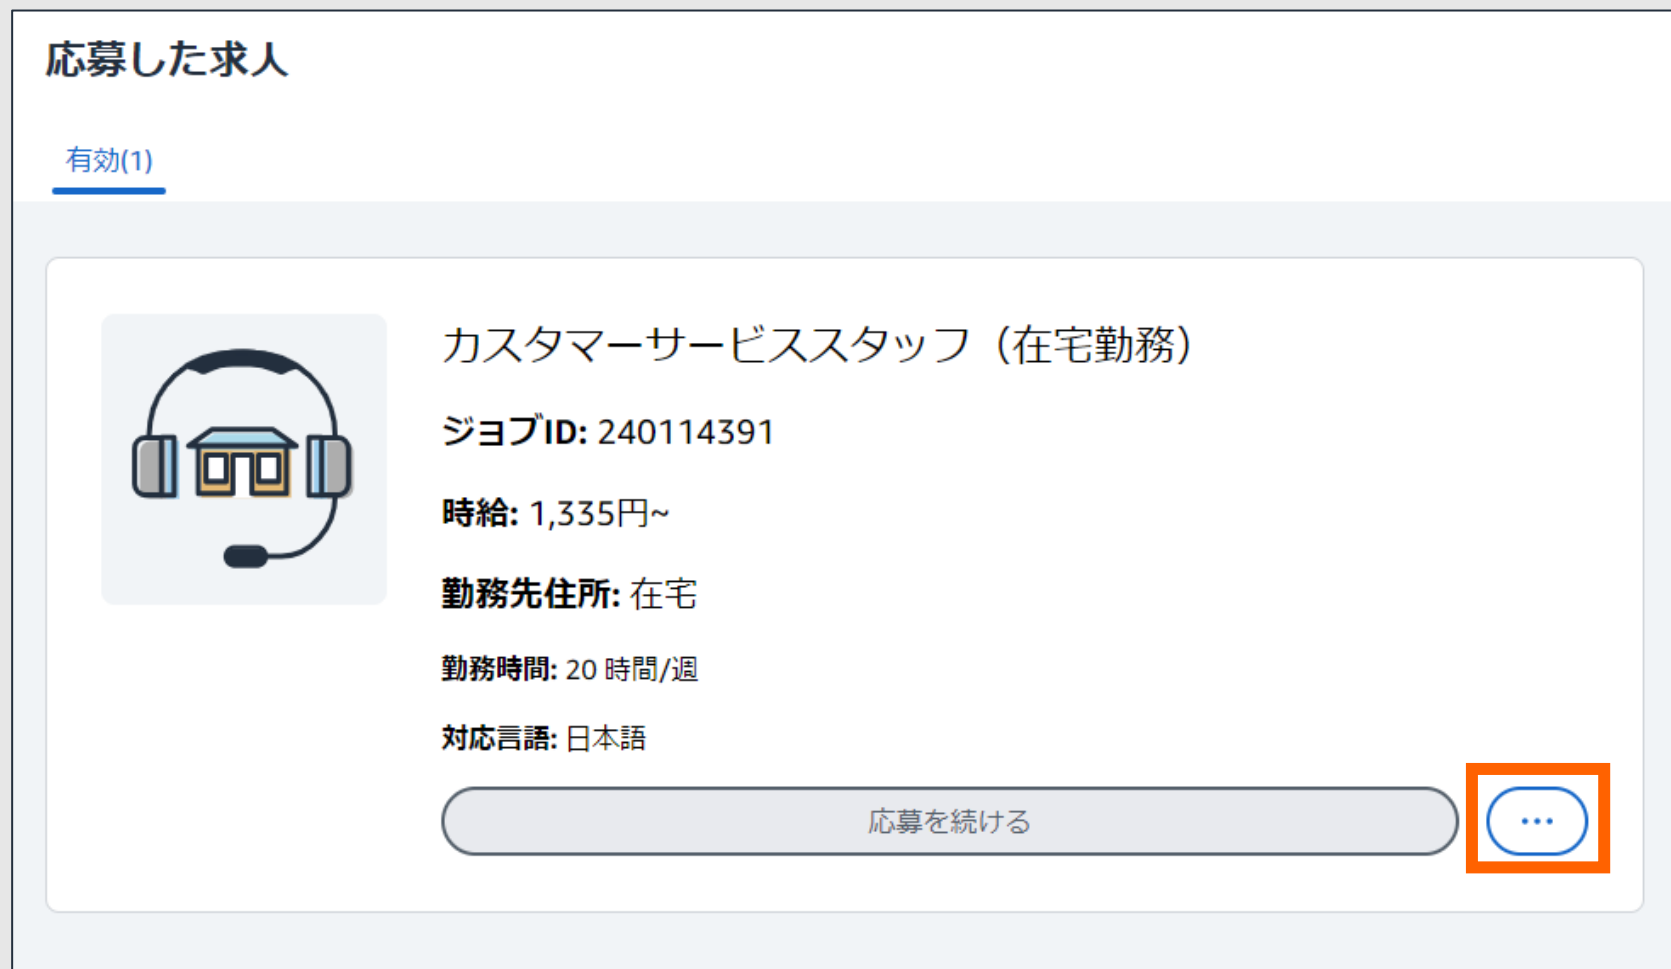 応募した求人
有効(1)
カスタマーサービススタッフ（在宅勤務）
ジョブID: 240114391
時給: 1,335円~
勤務先住所: 在宅
勤務時間: 20 時間/週
対応言語: 日本語
応募を続ける
…